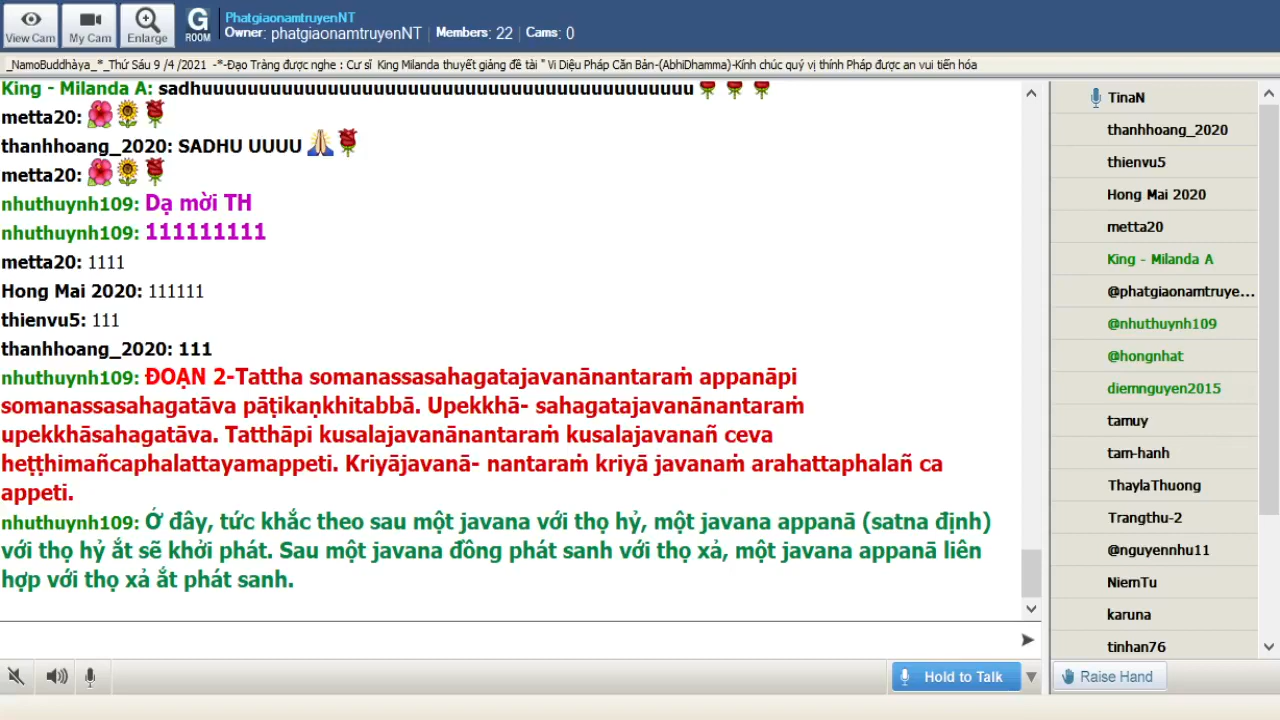 View Cam
My Cam
Enlarge
G
ROOM
PhatgiaonamtruyenNT
Owner: phatgiaonamtruyenNT | Members: 22 | Cams: 0
_NamoBuddhàya_*_Thứ Sáu 9 /4 /2021 -*-Đạo Tràng được nghe : Cư sĩ King Milanda thuyết giảng đề tài " Vi Diệu Pháp Căn Bản-(AbhiDhamma)-Kính chúc quý vị thính Pháp được an vui tiến hóa
King - Milanda A: sadhuuuuuuuuuuuuuuuuuuuuuuuuuuuuuuuuuuuuuuuuuuu
metta20:
thanhhoang_2020: SADHU UUUU
metta20:
nhuthuynh109: Dạ mời TH
nhuthuynh109: 111111111
metta20: 1111
Hong Mai 2020: 111111
thienvu5: 111
thanhhoang_2020: 111
nhuthuynh109: ĐOẠN 2-Tattha somanassasahagatajavanānantaraṁ appanāpi
somanassasahagatāva pāṭikaṇkhitabbā. Upekkhā- sahagatajavanānantaraṁ
upekkhāsahagatāva. Tatthāpi kusalajavanānantaraṁ kusalajavanañ ceva
heṭṭhimañcaphalattayamappeti. Kriyājavanā- nantaraṁ kriyā javanaṁ arahattaphalañ ca
appeti.
nhuthuynh109: Ớ đây, tức khắc theo sau một javana với thọ hỷ, một javana appanā (satna định)
với thọ hỷ ắt sẽ khởi phát. Sau một javana đông phát sanh với thọ xả, một javana appanā liên
hợp với thọ xả ắt phát sanh.
Hold to Talk
TinaN
thanhhoang_2020
thienvu5
Hong Mai 2020
metta20
King - Milanda A
@phatgiaonamtruye...
@nhuthuynh109
@hongnhat
diemnguyen2015
tamuy
tam-hanh
ThaylaThuong
Trangthu-2
@nguyennhu11
NiemTu
karuna
tinhan76
Raise Hand